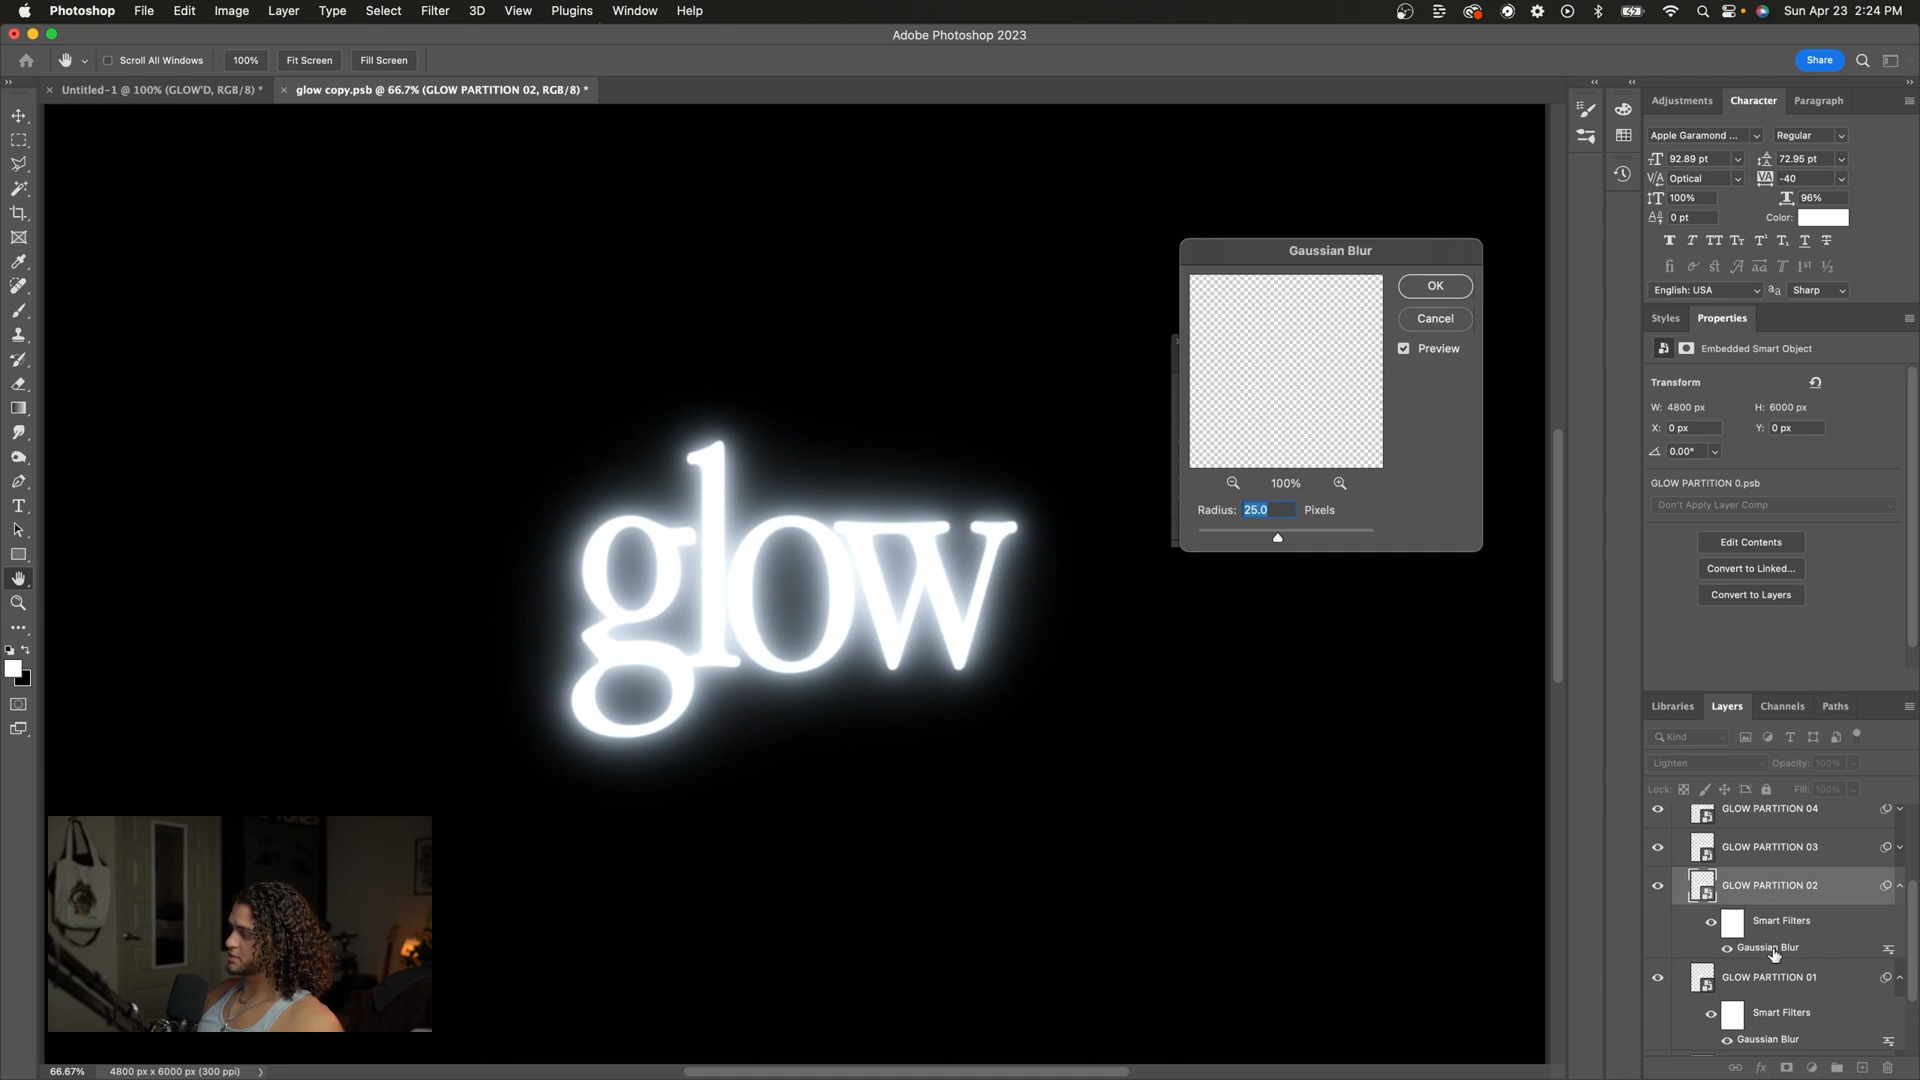 Photoshop File Edit Image Layer Type Select Filter 3D View Plugins Window Help Sun Apr 23 2:24 PM
Adobe Photoshop 2023
Scroll All Windows 100% Fit Screen Fill Screen Share
Untitled-1 @ 100% (GLOW'D, RGB/8) * glow copy.psb @ 66.7% (GLOW PARTITION 02, RGB/8) *
Adjustments Character Paragraph
Apple Garamond ... Regular
92.89 pt 72.95 pt
Optical -40
100% 96%
0 pt Color:
English: USA Sharp
Styles Properties
Embedded Smart Object
Transform
W: 4800 px H: 6000 px
X: 0 px Y: 0 px
0.00°
GLOW PARTITION 0.psb
Don't Apply Layer Comp
Edit Contents
Convert to Linked...
Convert to Layers
Gaussian Blur
OK
Cancel
Preview
100%
Radius: 25.0 Pixels
glow
Libraries Layers Channels Paths
Kind
Lighten Opacity: 100%
Lock: Fill: 100%
GLOW PARTITION 04
GLOW PARTITION 03
GLOW PARTITION 02
Smart Filters
Gaussian Blur
GLOW PARTITION 01
Smart Filters
Gaussian Blur
66.67% 4800 px x 6000 px (300 ppi)